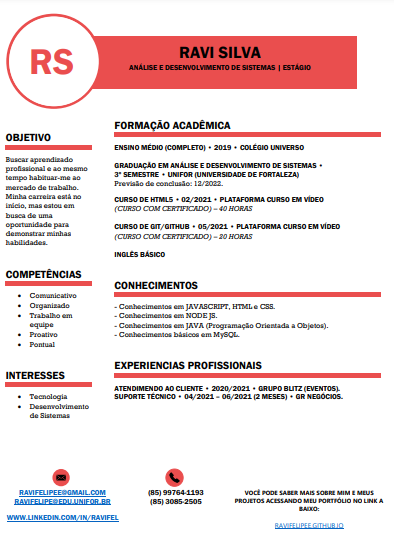 RS
RAVI SILVA
ANÁLISE E DESENVOLVIMENTO DE SISTEMAS | ESTÁGIO
OBJETIVO
Buscar aprendizado
profissional e ao mesmo
tempo habituar-me ao
mercado de trabalho.
Minha carreira está no
início, mas estou em
busca de uma
oportunidade para
demonstrar minhas
habilidades.
COMPETÊNCIAS
• Comunicativo
• Organizado
• Trabalho em
equipe
• Proativo
• Pontual
INTERESSES
• Tecnologia
• Desenvolvimento
de Sistemas
FORMAÇÃO ACADÊMICA
ENSINO MÉDIO (COMPLETO) • 2019 • COLÉGIO UNIVERSO
GRADUAÇÃO EM ANÁLISE E DESENVOLVIMENTO DE SISTEMAS •
3º SEMESTRE • UNIFOR (UNIVERSIDADE DE FORTALEZA)
Previsão de conclusão: 12/2022.
CURSO DE HTML5 • 02/2021 • PLATAFORMA CURSO EM VÍDEO
(CURSO COM CERTIFICADO) – 40 HORAS
CURSO DE GIT/GITHUB • 05/2021 • PLATAFORMA CURSO EM VÍDEO
(CURSO COM CERTIFICADO) – 20 HORAS
INGLÊS BÁSICO
CONHECIMENTOS
- Conhecimentos em JAVASCRIPT, HTML e CSS.
- Conhecimentos em NODE JS.
- Conhecimentos em JAVA (Programação Orientada a Objetos).
- Conhecimentos básicos em MySQL.
EXPERIENCIAS PROFISSIONAIS
ATENDIMENDO AO CLIENTE • 2020/2021 • GRUPO BLITZ (EVENTOS).
SUPORTE TÉCNICO • 04/2021 – 06/2021 (2 MESES) • GR NEGÓCIOS.
RAVIFELIPEE@GMAIL.COM
RAVIFELIPE@EDU.UNIFOR.BR
WWW.LINKEDIN.COM/IN/RAVIFEL
(85) 99764-1193
(85) 3085-2505
VOCÊ PODE SABER MAIS SOBRE MIM E MEUS
PROJETOS ACESSANDO MEU PORTFÓLIO NO LINK A
BAIXO:
RAVIFELIPEE.GITHUB.IO